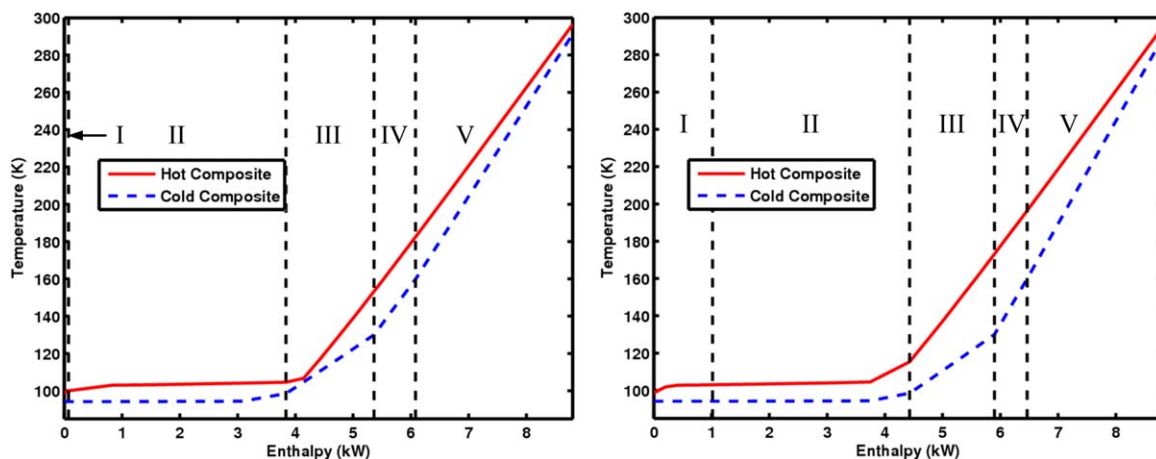 300
280
260
240
220
200
180
160
140
120
100
Temperature (K)
I II III IV V
Hot Composite
Cold Composite
0 1 2 3 4 5 6 7 8
Enthalpy (kW)
300
280
260
240
220
200
180
160
140
120
100
Temperature (K)
I II III IV V
Hot Composite
Cold Composite
0 1 2 3 4 5 6 7 8
Enthalpy (kW)